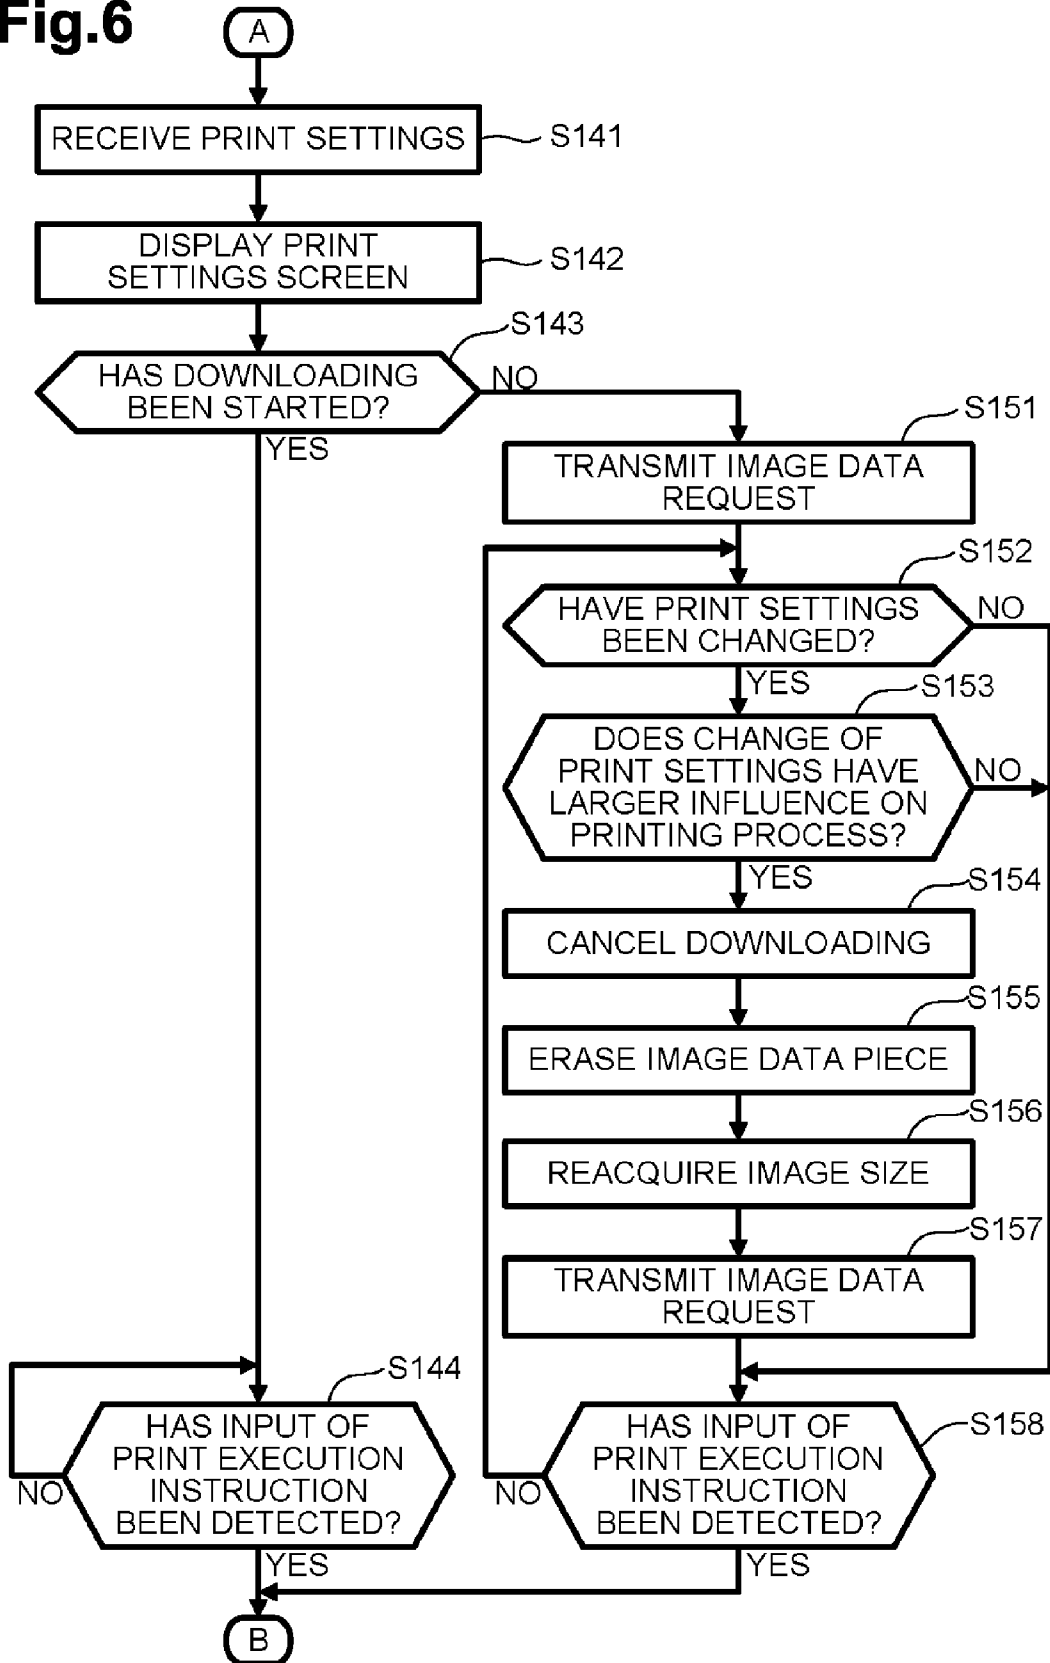 Fig.6
A
RECEIVE PRINT SETTINGS
S141
DISPLAY PRINT
SETTINGS SCREEN
S142
S143
HAS DOWNLOADING
BEEN STARTED?
NO
YES
S151
TRANSMIT IMAGE DATA
REQUEST
S152
HAVE PRINT SETTINGS
BEEN CHANGED?
NO
YES
S153
DOES CHANGE OF
PRINT SETTINGS HAVE
LARGER INFLUENCE ON
PRINTING PROCESS?
NO
YES
S154
CANCEL DOWNLOADING
S155
ERASE IMAGE DATA PIECE
S156
REACQUIRE IMAGE SIZE
S157
TRANSMIT IMAGE DATA
REQUEST
S144
HAS INPUT OF
PRINT EXECUTION
INSTRUCTION
BEEN DETECTED?
NO
YES
S158
HAS INPUT OF
PRINT EXECUTION
INSTRUCTION
BEEN DETECTED?
NO
YES
B